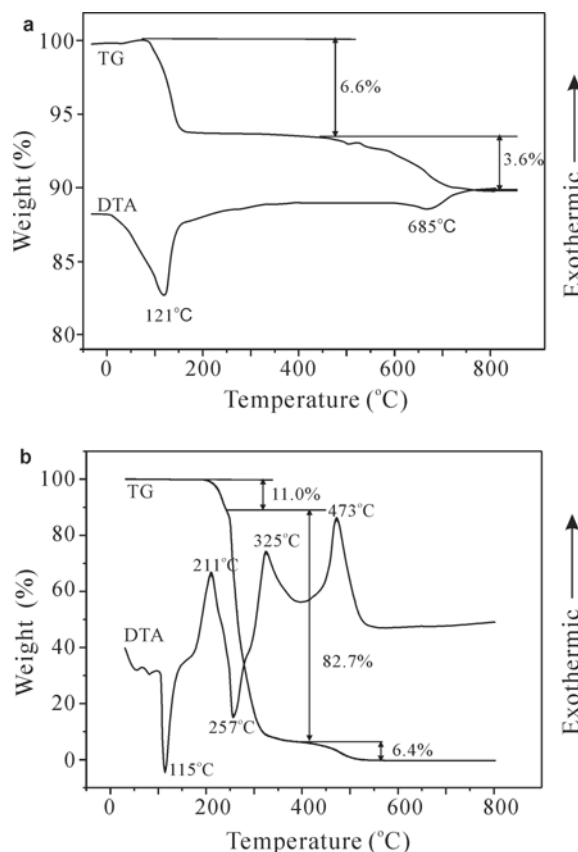 a
100
TG
6.6%
95
3.6%
90
DTA
685°C
85
121°C
80
Weight (%)
Exothermic
0
200
400
600
800
Temperature (°C)
b
100
TG
11.0%
473°C
80
325°C
211°C
60
40
DTA
82.7%
20
257°C
6.4%
0
115°C
Weight (%)
Exothermic
0
200
400
600
800
Temperature (°C)